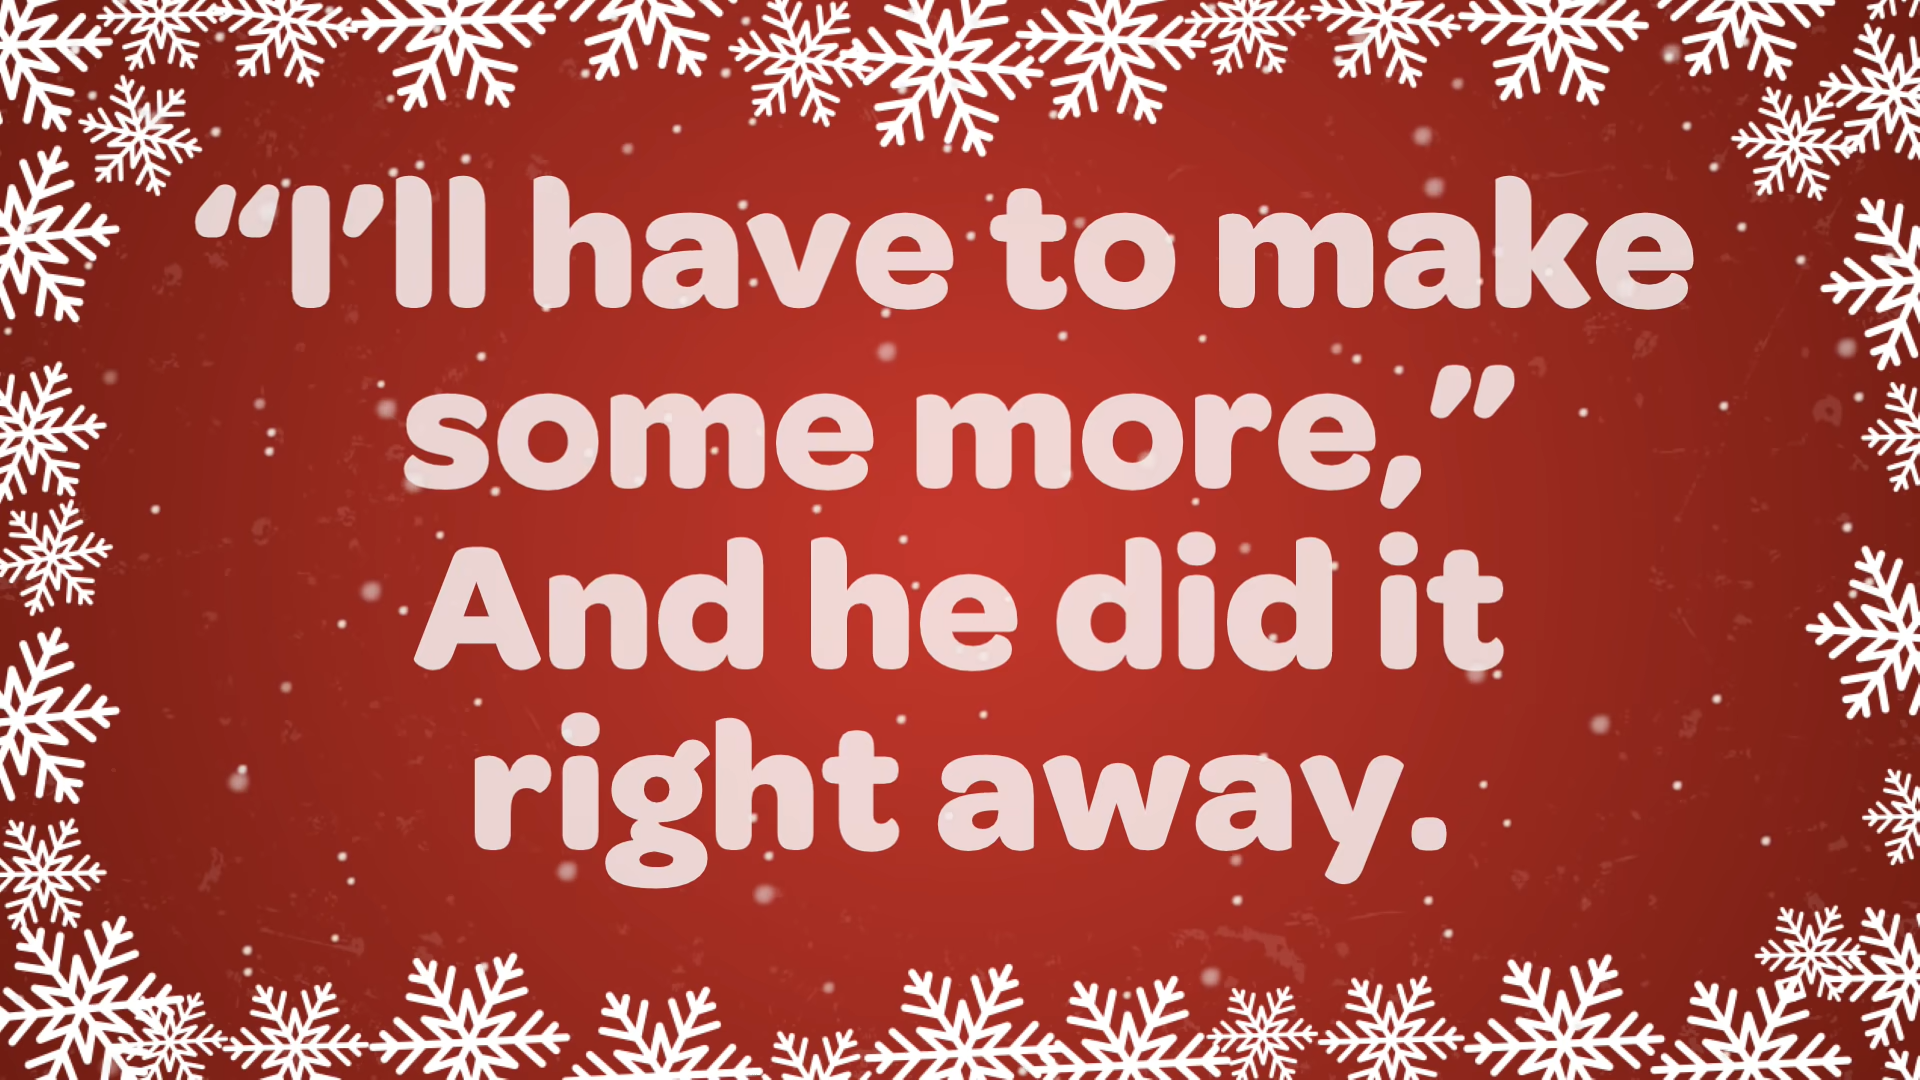 “I’ll have to make
some more,”
And he did it
right away.